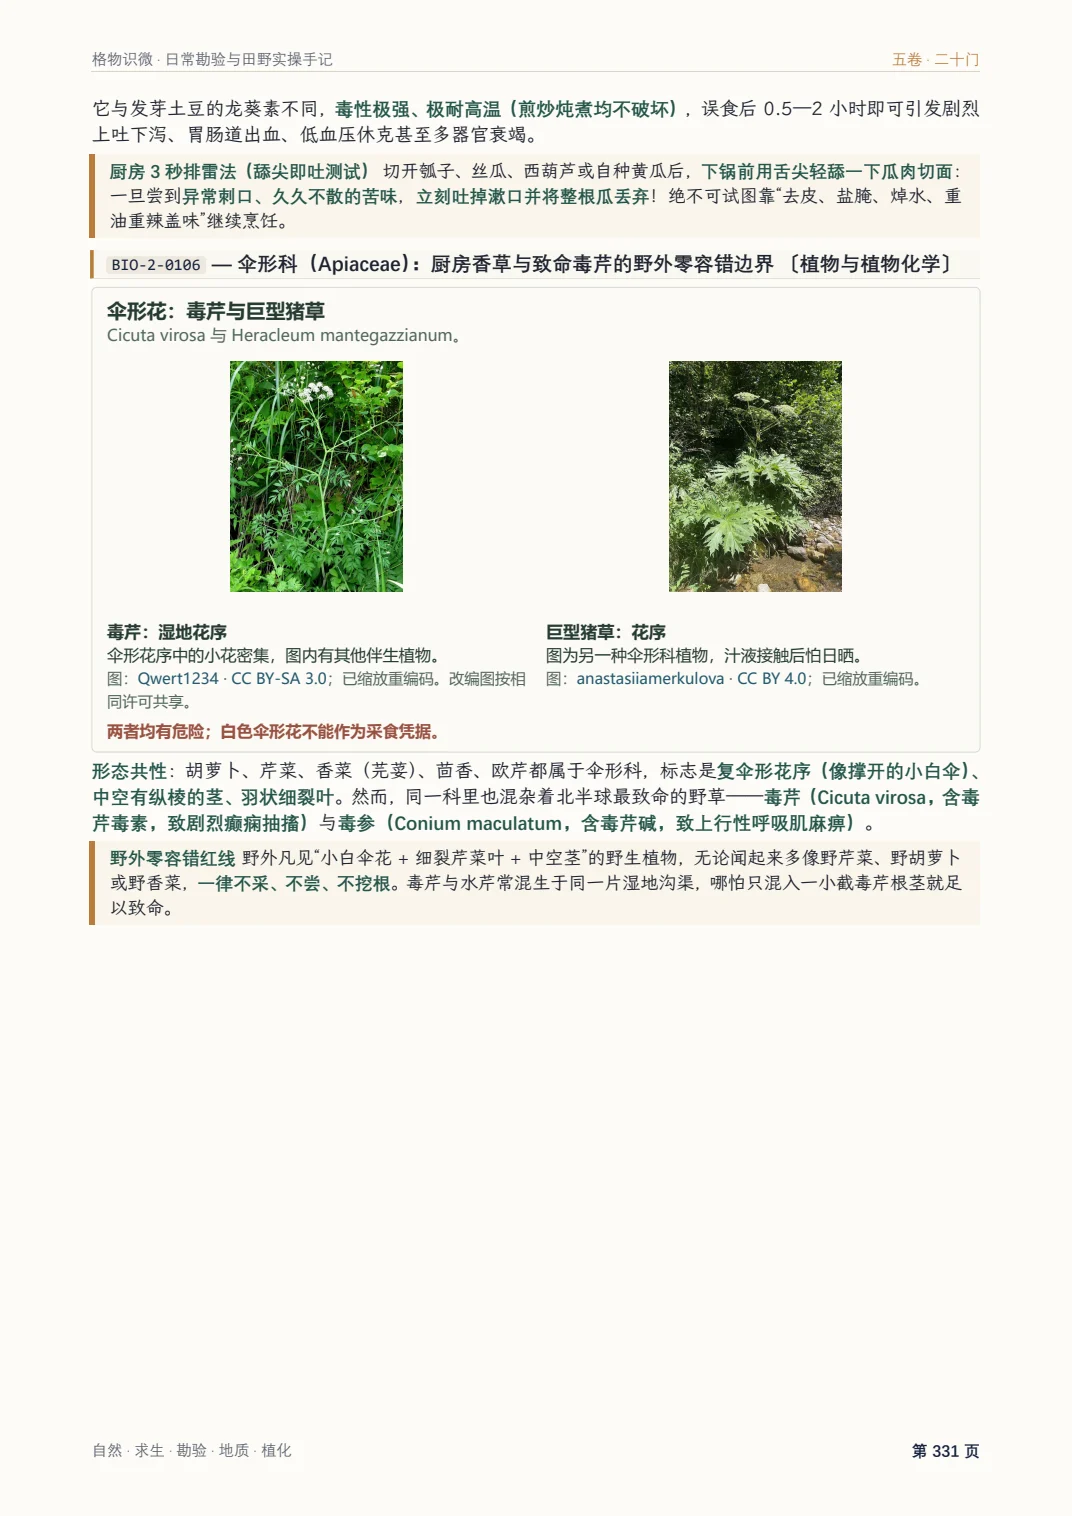 格物识微 · 日常勘验与田野实操手记
五卷 · 二十门
它与发芽土豆的龙葵素不同，毒性极强、极耐高温（煎炒炖煮均不破坏），误食后 0.5—2 小时即可引发剧烈
上吐下泻、胃肠道出血、低血压休克甚至多器官衰竭。
厨房 3 秒排雷法（舔尖即吐测试） 切开瓠子、丝瓜、西葫芦或自种黄瓜后，下锅前用舌尖轻舔一下瓜肉切面：
一旦尝到异常刺口、久久不散的苦味，立刻吐掉漱口并将整根瓜丢弃！绝不可试图靠“去皮、盐腌、焯水、重
油重辣盖味”继续烹饪。
BIO-2-0106 — 伞形科（Apiaceae）：厨房香草与致命毒芹的野外零容错边界 〔植物与植物化学〕
伞形花：毒芹与巨型猪草
Cicuta virosa 与 Heracleum mantegazzianum。
毒芹：湿地花序
伞形花序中的小花密集，图内有其他伴生植物。
图：Qwert1234 · CC BY-SA 3.0；已缩放重编码。改编图按相
同许可共享。
巨型猪草：花序
图为另一种伞形科植物，汁液接触后怕日晒。
图：anastasiiamerkulova · CC BY 4.0；已缩放重编码。
两者均有危险；白色伞形花不能作为采食凭据。
形态共性：胡萝卜、芹菜、香菜（芫荽）、茴香、欧芹都属于伞形科，标志是复伞形花序（像撑开的小白伞）、
中空有纵棱的茎、羽状细裂叶。然而，同一科里也混杂着北半球最致命的野草——毒芹（Cicuta virosa，含毒
芹毒素，致剧烈癫痫抽搐）与毒参（Conium maculatum，含毒芹碱，致上行性呼吸肌麻痹）。
野外零容错红线 野外凡见“小白伞花 + 细裂芹菜叶 + 中空茎”的野生植物，无论闻起来多像野芹菜、野胡萝卜
或野香菜，一律不采、不尝、不挖根。毒芹与水芹常混生于同一片湿地沟渠，哪怕只混入一小截毒芹根茎就足
以致命。
自然 · 求生 · 勘验 · 地质 · 植化
第 331 页